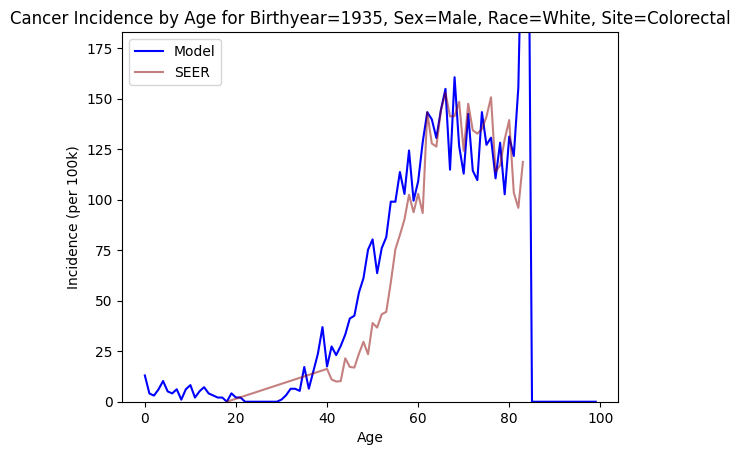 Cancer Incidence by Age for Birthyear=1935, Sex=Male, Race=White, Site=Colorectal
Model
SEER
175
150
125
100
75
50
25
0
Incidence (per 100k)
0 20 40 60 80 100
Age